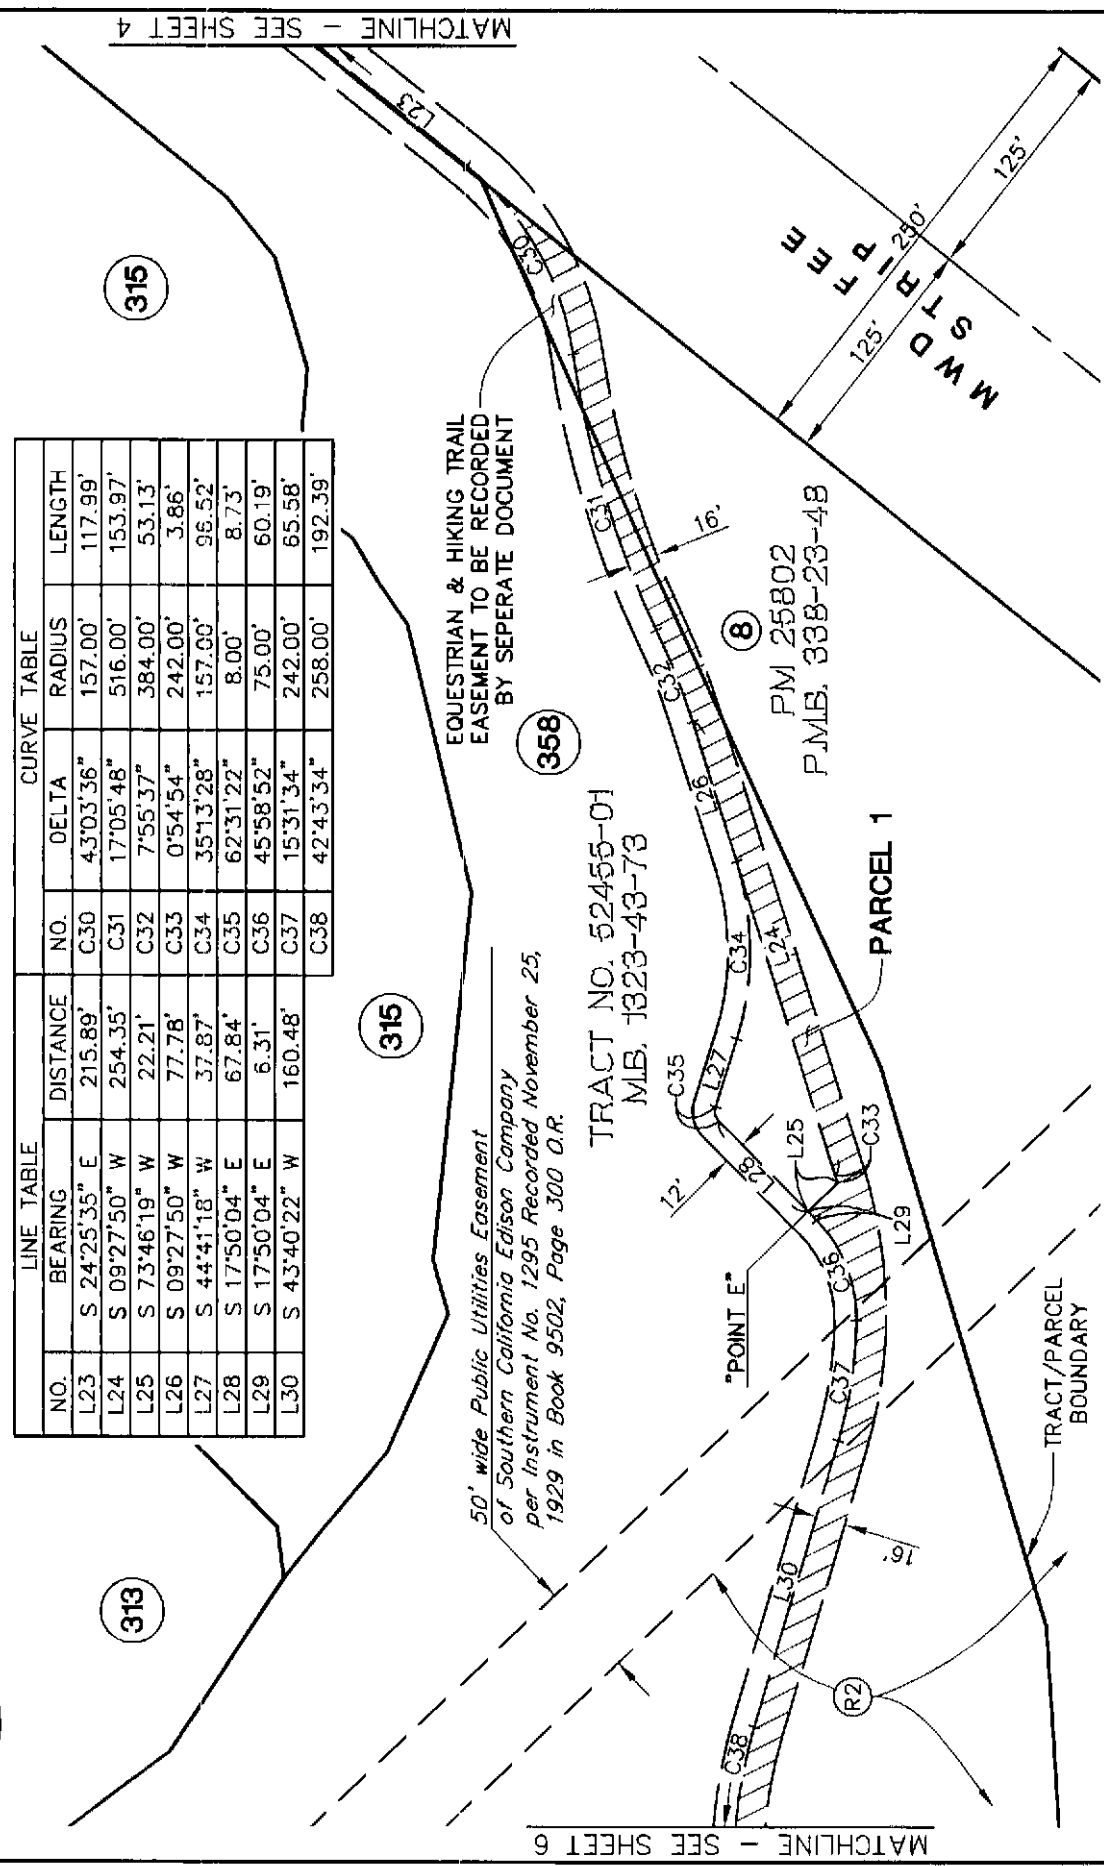 MATCHLINE - SEE SHEET 4
LINE TABLE
NO. BEARING DISTANCE
L23 S 24°25'35" E 215.89'
L24 S 09°27'50" W 254.35'
L25 S 73°46'19" W 22.21'
L26 S 09°27'50" W 77.78'
L27 S 44°41'18" W 37.87'
L28 S 17°50'04" E 67.84'
L29 S 17°50'04" E 6.31'
L30 S 43°40'22" W 160.48'
CURVE TABLE
NO. DELTA RADIUS LENGTH
C30 43°03'36" 157.00' 117.99'
C31 17°05'48" 516.00' 153.97'
C32 7°55'37" 384.00' 53.13'
C33 0°54'54" 242.00' 3.86'
C34 35°13'28" 157.00' 96.52'
C35 62°31'22" 8.00' 8.73'
C36 45°58'52" 75.00' 60.19'
C37 15°31'34" 242.00' 65.58'
C38 42°43'34" 258.00' 192.39'
313
315
315
50' wide Public Utilities Easement
of Southern California Edison Company
per Instrument No. 1295 Recorded November 25,
1929 in Book 9502, Page 300 O.R.
EQUESTRIAN & HIKING TRAIL
EASEMENT TO BE RECORDED
BY SEPERATE DOCUMENT
358
TRACT NO. 52455-01
M.B. 1323-43-73
8
PM 25802
P.M.B. 338-23-48
PARCEL 1
"POINT E"
TRACT/PARCEL
BOUNDARY
R2
MWD FEE
STRIP
250'
125'
125'
16'
16'
12'
L23
C30
C31
C32
L26
C34
L24
L27
C35
L28
L25
C33
L29
C36
C37
L30
C38
MATCHLINE - SEE SHEET 6